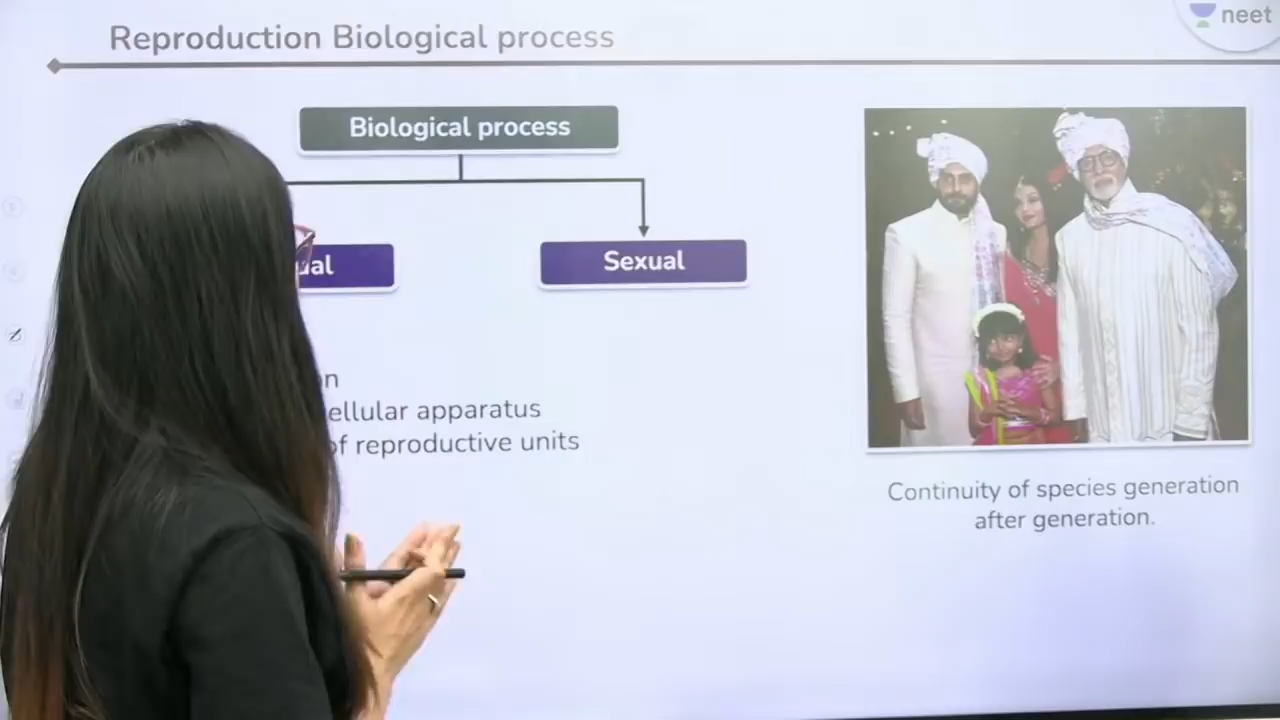 Reproduction Biological process
neet
Biological process
ual
Sexual
on
ellular apparatus
of reproductive units
Continuity of species generation
after generation.